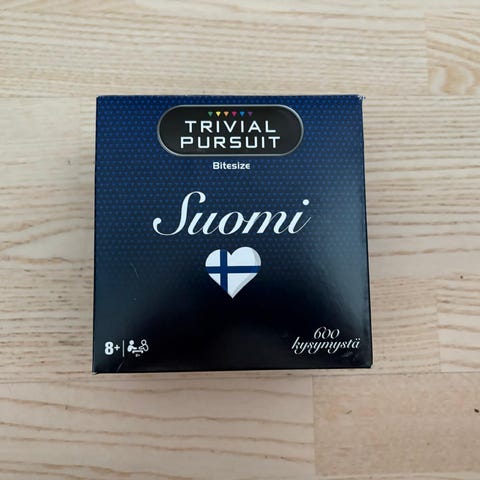 TRIVIAL
PURSUIT
Bitesize
Suomi
600
kysymystä
8+